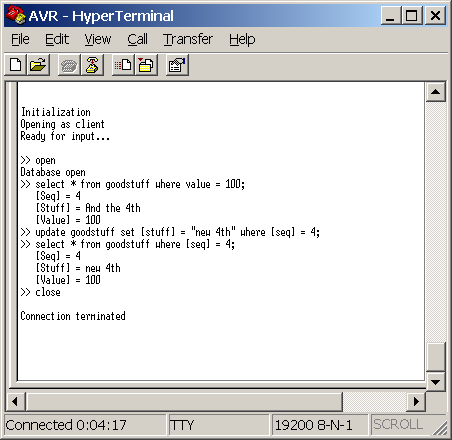 AVR - HyperTerminal
File Edit View Call Transfer Help
Initialization
Opening as client
Ready for input...
>> open
Database open
>> select * from goodstuff where value = 100;
[Seq] = 4
[Stuff] = And the 4th
[Value] = 100
>> update goodstuff set [stuff] = "new 4th" where [seq] = 4;
>> select * from goodstuff where [seq] = 4;
[Seq] = 4
[Stuff] = new 4th
[Value] = 100
>> close
Connection terminated
Connected 0:04:17 TTY 19200 8-N-1 SCROLL